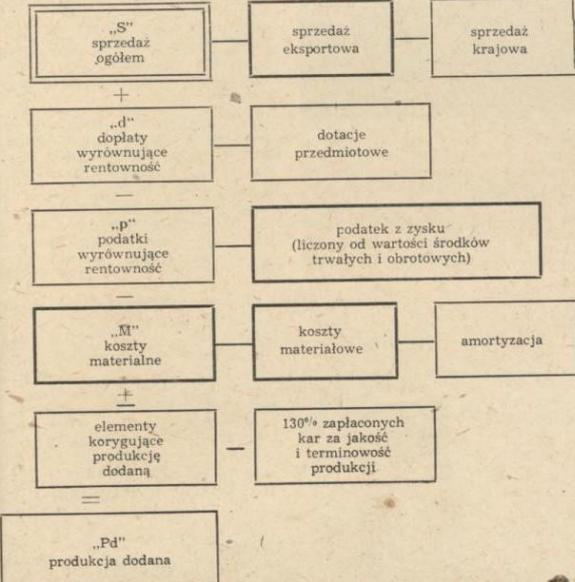 „S"
sprzedaż
ogółem
sprzedaż
eksportowa
sprzedaż
krajowa
+
„d"
dopłaty
wyrównujące
rentowność
dotacje
przedmiotowe
—
„p"
podatki
wyrównujące
rentowność
podatek z zysku
(liczony od wartości środków
trwałych i obrotowych)
—
„M"
koszty
materialne
koszty
materiałowe
amortyzacja
±
elementy
korygujące
produkcję
dodaną
—
130% zapłaconych
kar za jakość
i terminowość
produkcji
=
„Pd"
produkcja dodana